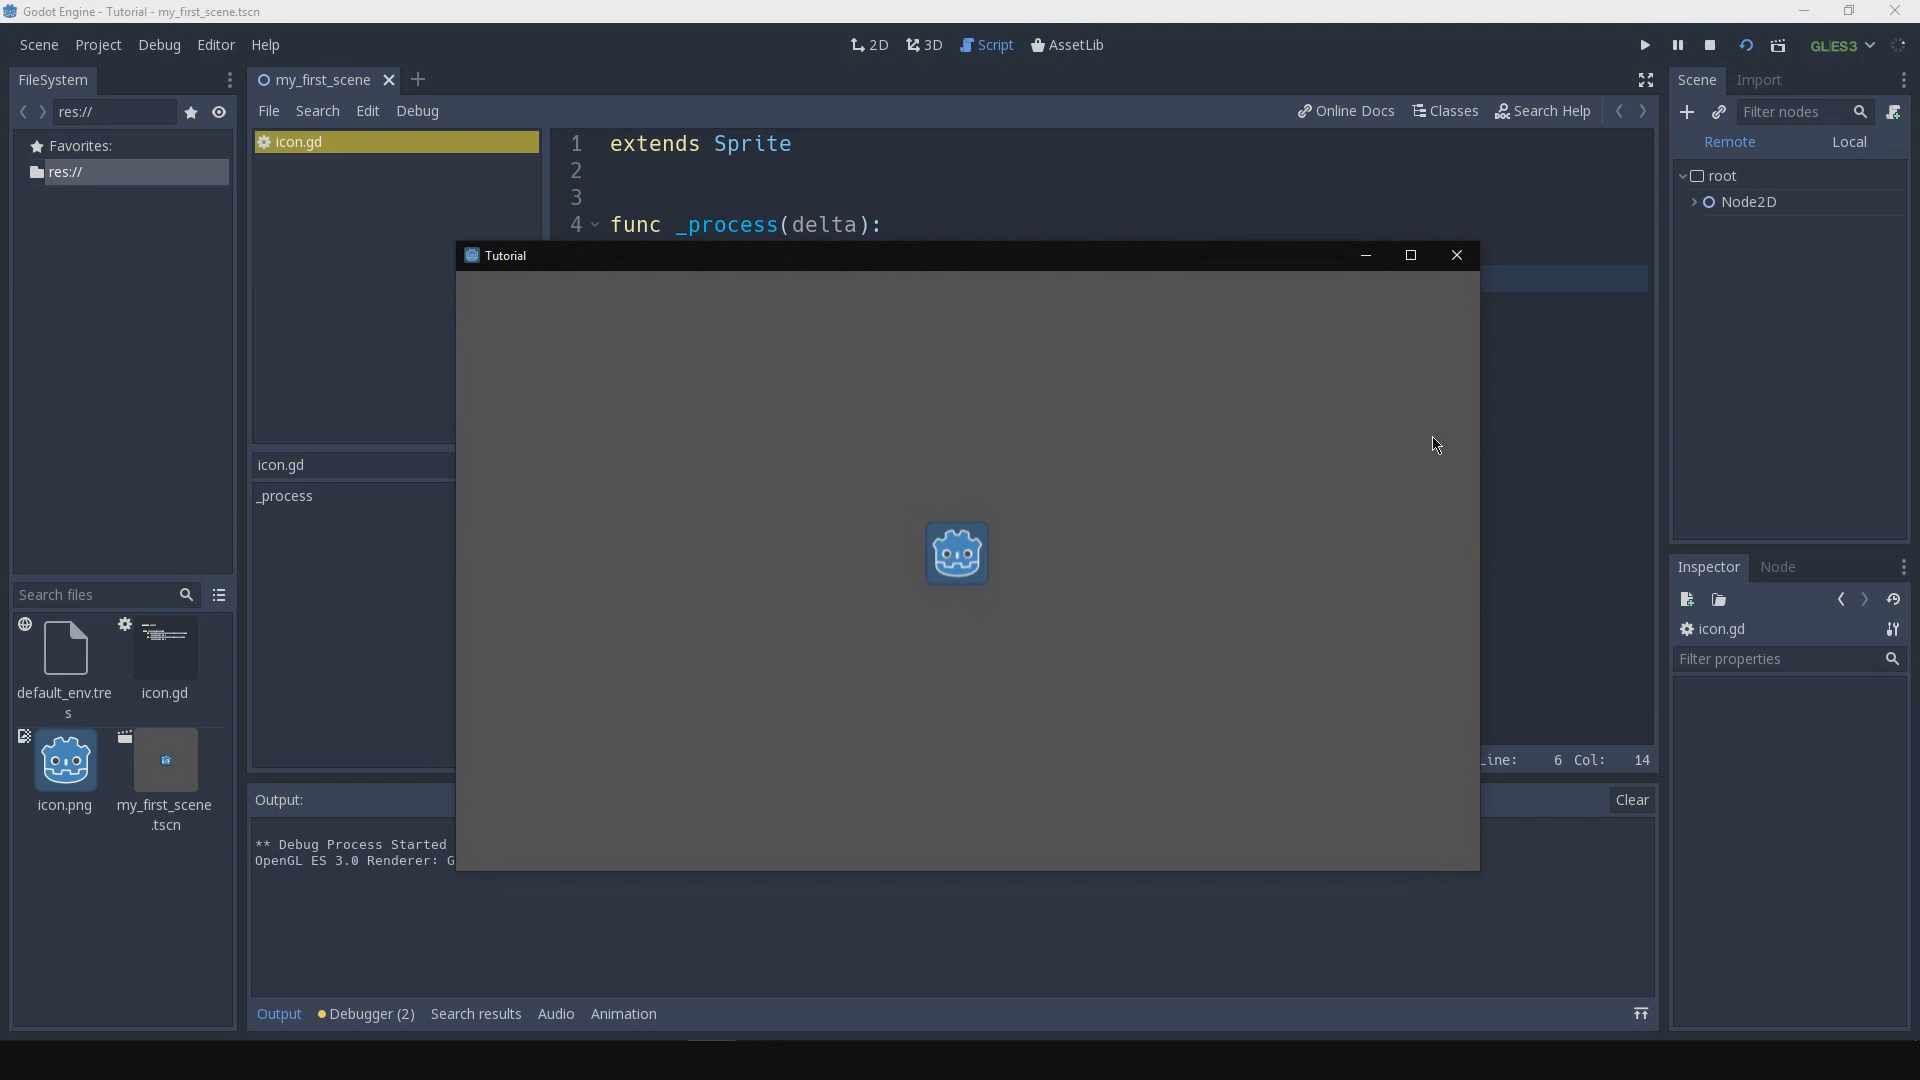 Godot Engine - Tutorial - my_first_scene.tscn
Scene Project Debug Editor Help
2D 3D Script AssetLib
GLES3
FileSystem
my_first_scene
Scene Import
res://
File Search Edit Debug
Online Docs Classes Search Help
Filter nodes
Favorites:
res://
icon.gd
1 extends Sprite
2
3
4 func _process(delta):
Remote Local
root
Node2D
Tutorial
icon.gd
_process
Line: 6 Col: 14
Inspector Node
icon.gd
Filter properties
Search files
default_env.tre
s
icon.gd
icon.png
my_first_scene
.tscn
Output:
Clear
** Debug Process Started
OpenGL ES 3.0 Renderer: G
Output Debugger (2) Search results Audio Animation